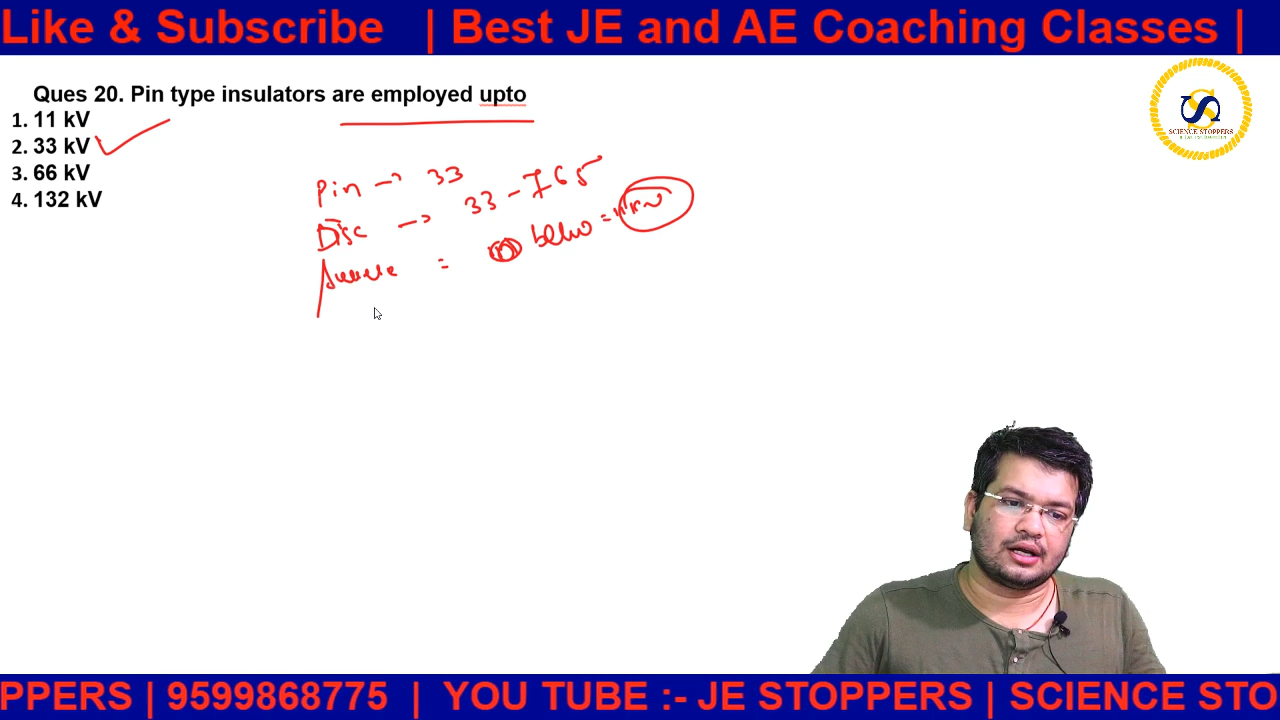 Like & Subscribe | Best JE and AE Coaching Classes |
Ques 20. Pin type insulators are employed upto
1. 11 kV
2. 33 kV
3. 66 kV
4. 132 kV
SCIENCE STOPPERS
Pin → 33
Disc → 33 - 765
=
PPERS | 9599868775 | YOU TUBE :- JE STOPPERS | SCIENCE STO